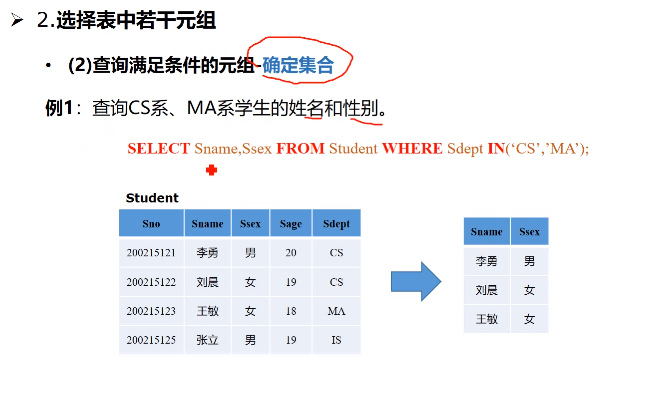 ➢ 2.选择表中若干元组
• (2)查询满足条件的元组-确定集合
例1：查询CS系、MA系学生的姓名和性别。
SELECT Sname,Ssex FROM Student WHERE Sdept IN(‘CS’,’MA’);
Student
Sno Sname Ssex Sage Sdept
200215121 李勇 男 20 CS
200215122 刘晨 女 19 CS
200215123 王敏 女 18 MA
200215125 张立 男 19 IS
Sname Ssex
李勇 男
刘晨 女
王敏 女